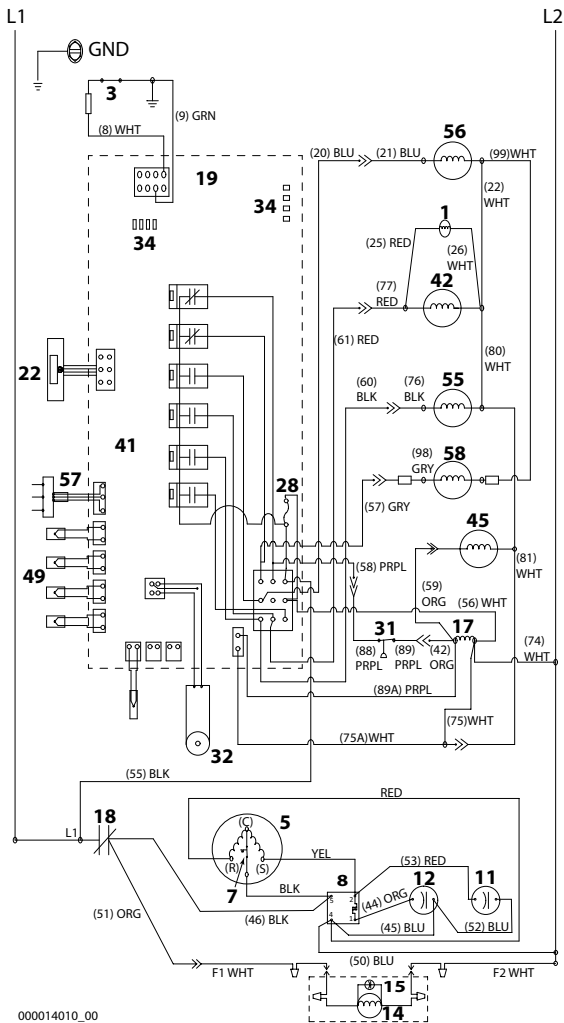 L1
L2
GND
3
(9) GRN
(8) WHT
19
34
34
(20) BLU
(21) BLU
56
(99)WHT
(22)
WHT
1
(25) RED
(26)
WHT
(77)
RED
42
(61) RED
(80)
WHT
22
(60)
BLK
(76)
BLK
55
41
(98)
GRY
58
57
28
(57) GRY
45
49
(58) PRPL
(59)
ORG
(81)
WHT
(56) WHT
31
17
(88)
PRPL
(89)
PRPL
(42)
ORG
(74)
WHT
(89A) PRPL
32
(75)WHT
(75A)WHT
(55) BLK
RED
18
L1
(C)
5
(R)
(S)
YEL
7
BLK
8
5
2
4
1
(53) RED
12
11
(44) ORG
(51) ORG
(46) BLK
(45) BLU
(52) BLU
(50) BLU
F1 WHT
F2 WHT
15
14
000014010_00